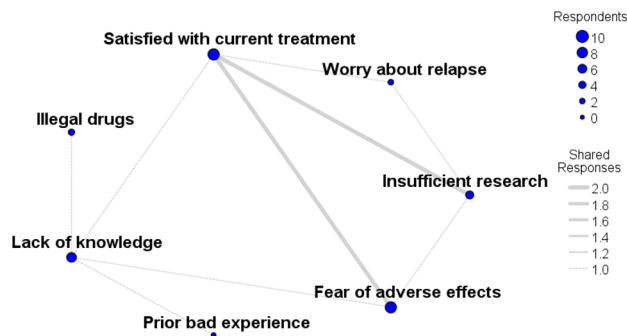 Respondents
10
8
6
4
2
0
Satisfied with current treatment
Worry about relapse
Illegal drugs
Shared
Responses
2.0
1.8
1.6
1.4
1.2
1.0
Insufficient research
Lack of knowledge
Fear of adverse effects
Prior bad experience